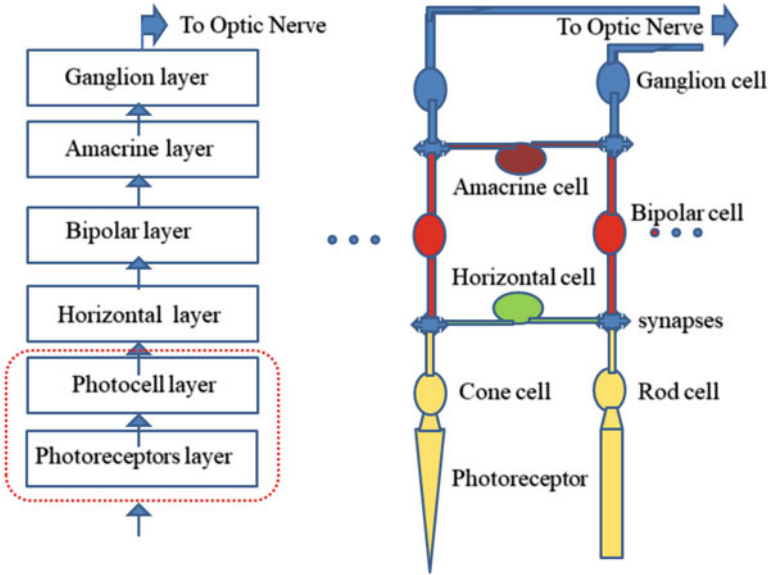 To Optic Nerve
Ganglion layer
Amacrine layer
Bipolar layer
Horizontal layer
Photocell layer
Photoreceptors layer
To Optic Nerve
Ganglion cell
Amacrine cell
Bipolar cell
Horizontal cell
synapses
Cone cell
Rod cell
Photoreceptor